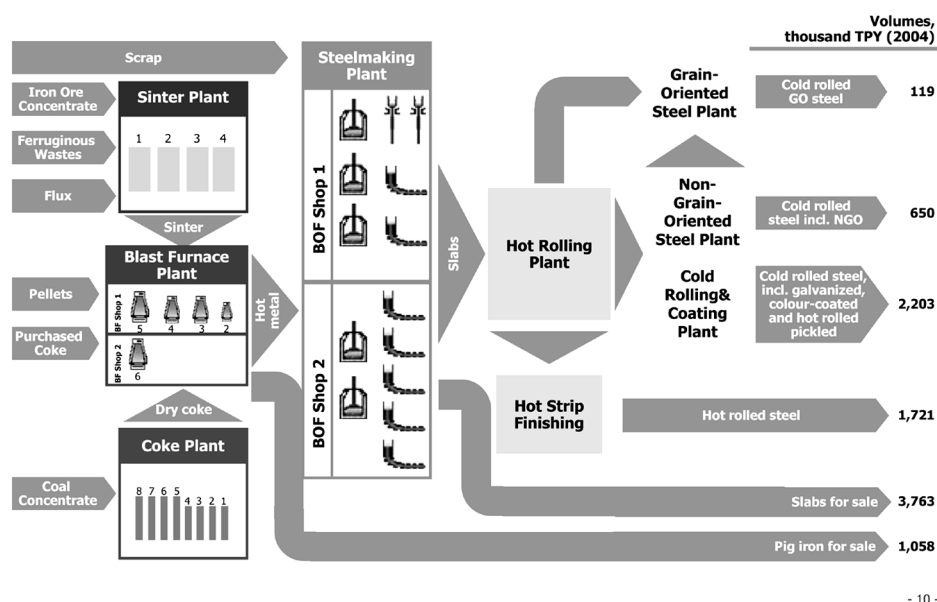 Volumes,
thousand TPY (2004)
Scrap
Iron Ore
Concentrate
Ferruginous
Wastes
Flux
Sinter Plant
1 2 3 4
Sinter
Blast Furnace
Plant
Pellets
Purchased
Coke
BF Shop 1
5 4 3 2
BF Shop 2
6
Dry coke
Coke Plant
Coal
Concentrate
8 7 6 5 4 3 2 1
Hot
metal
Steelmaking
Plant
BOF Shop 1
BOF Shop 2
Slabs
Hot Rolling
Plant
Hot Strip
Finishing
Grain-
Oriented
Steel Plant
Cold rolled
GO steel
119
Non-
Grain-
Oriented
Steel Plant
Cold rolled
steel incl. NGO
650
Cold
Rolling&
Coating
Plant
Cold rolled steel,
incl. galvanized,
colour-coated
and hot rolled
pickled
2,203
Hot rolled steel
1,721
Slabs for sale
3,763
Pig iron for sale
1,058
- 10 -